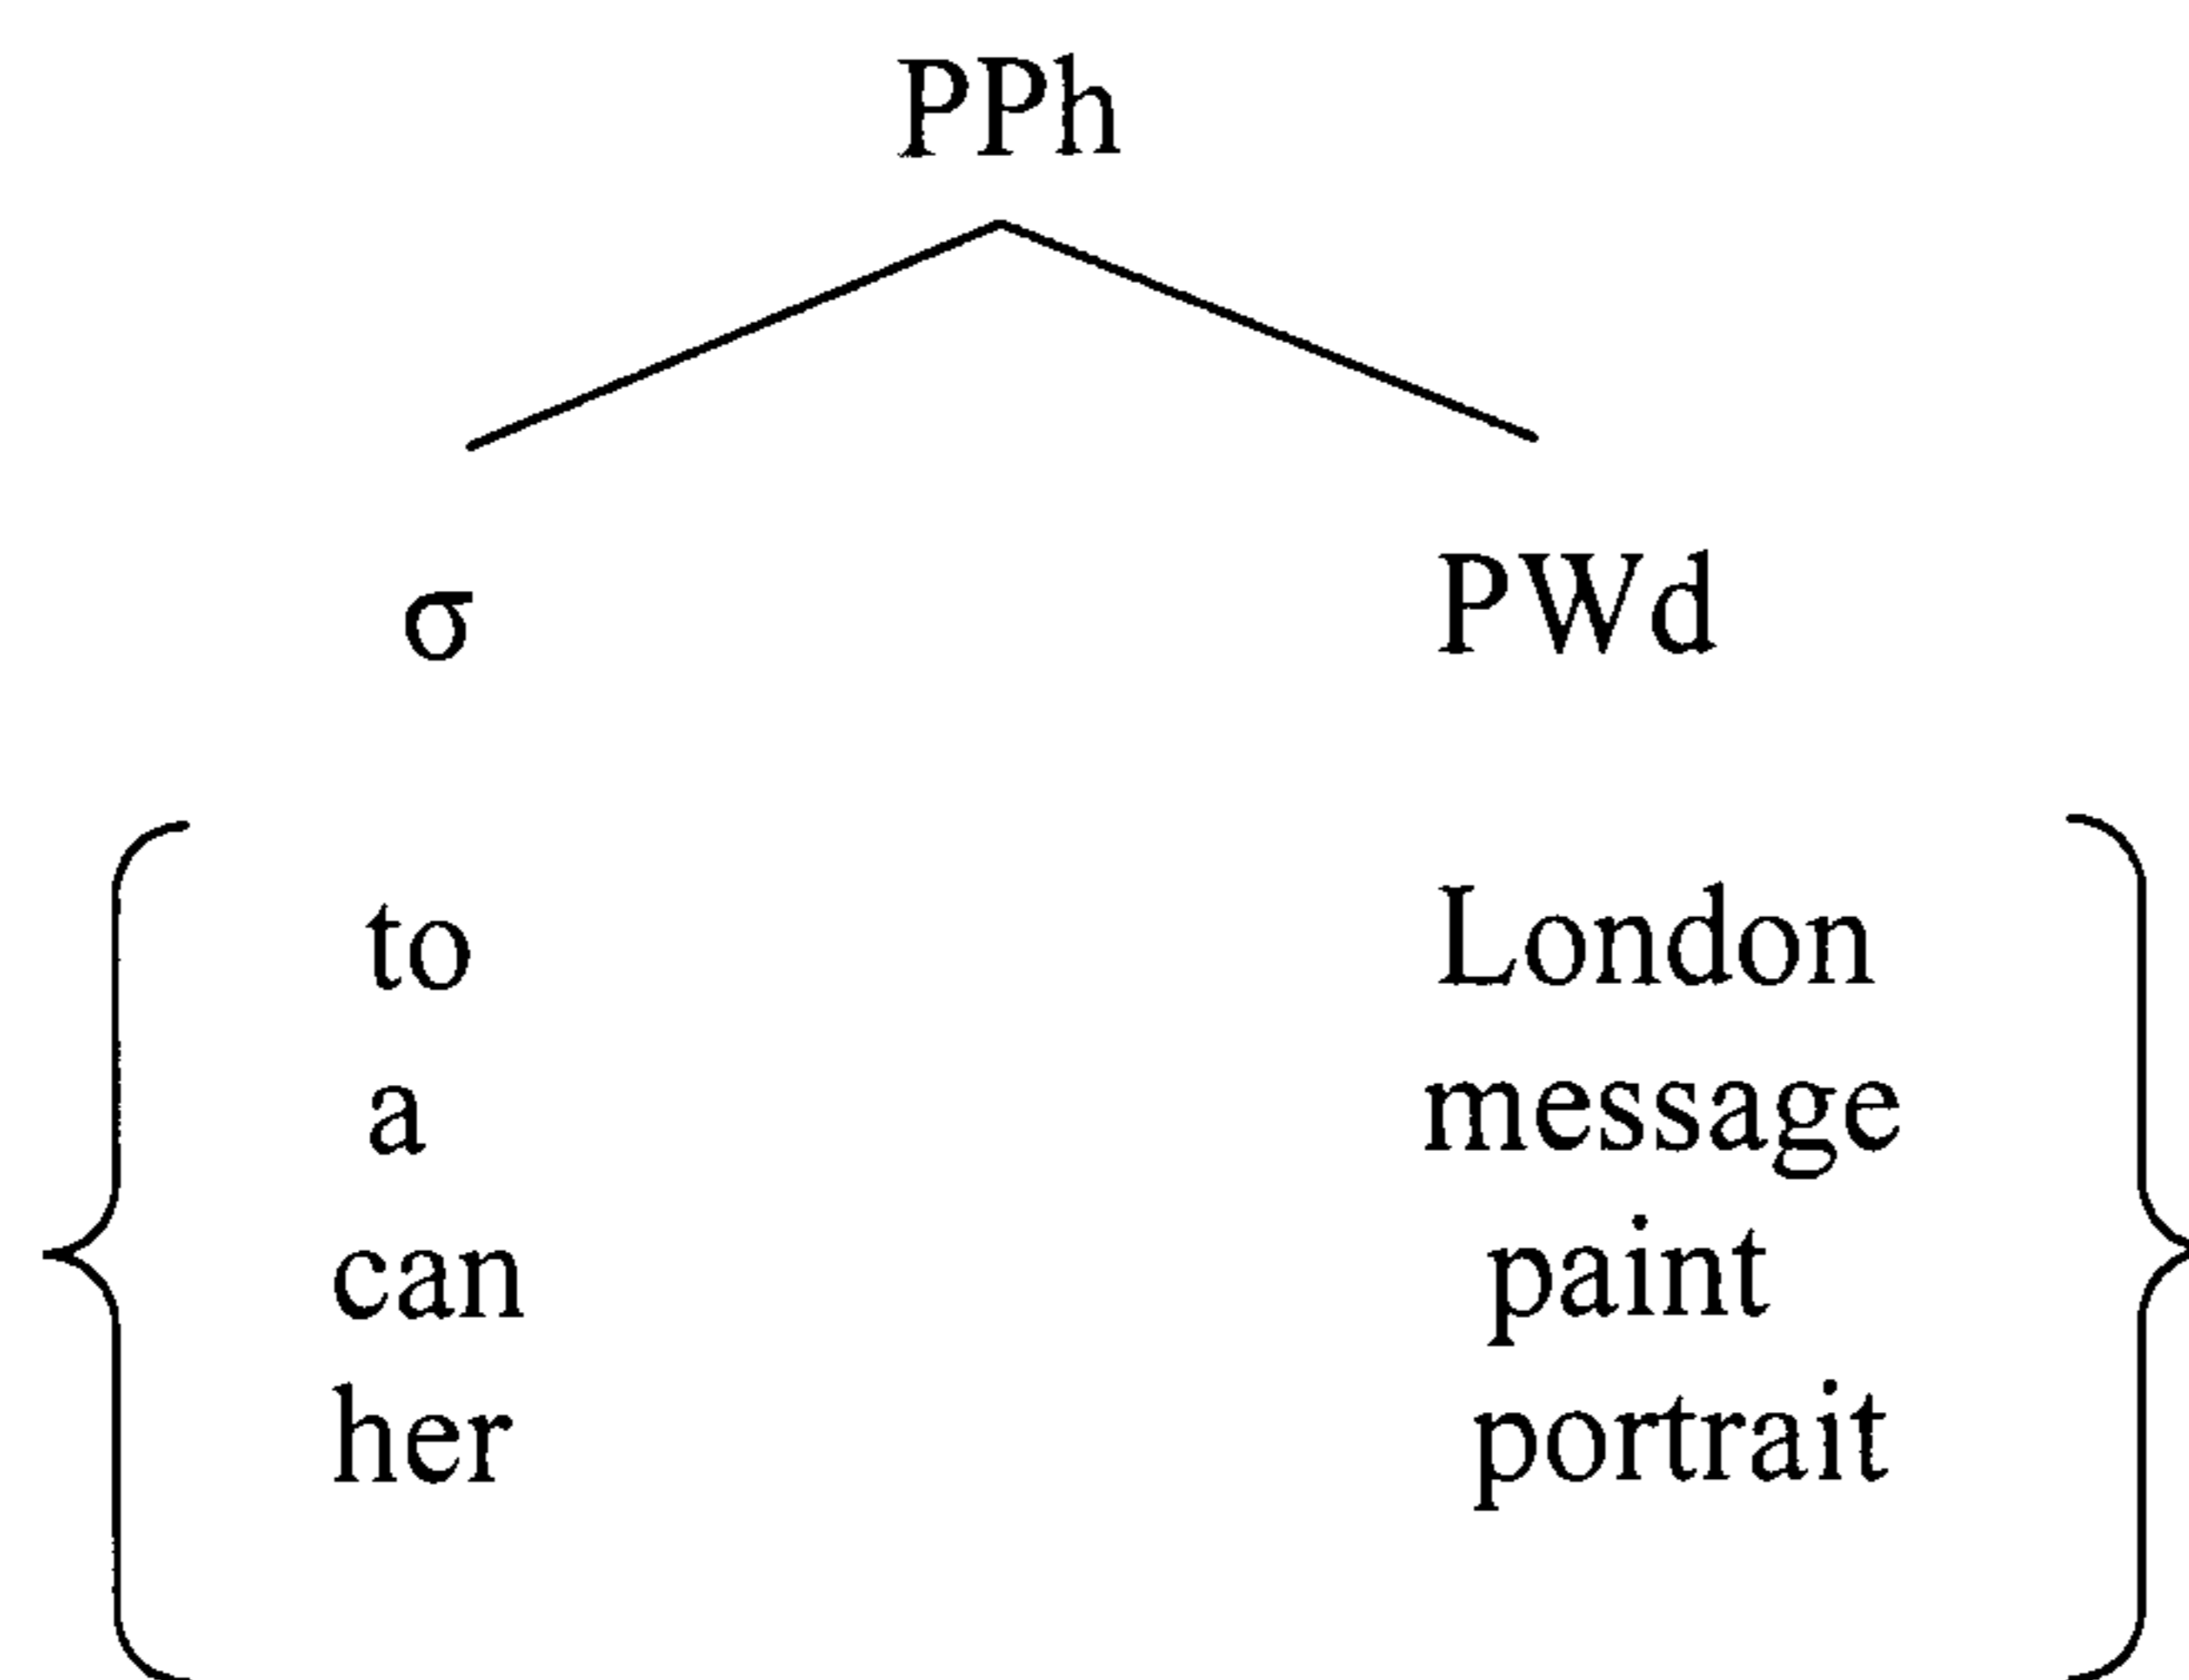 PPh
σ PWd
to London
a message
can paint
her portrait